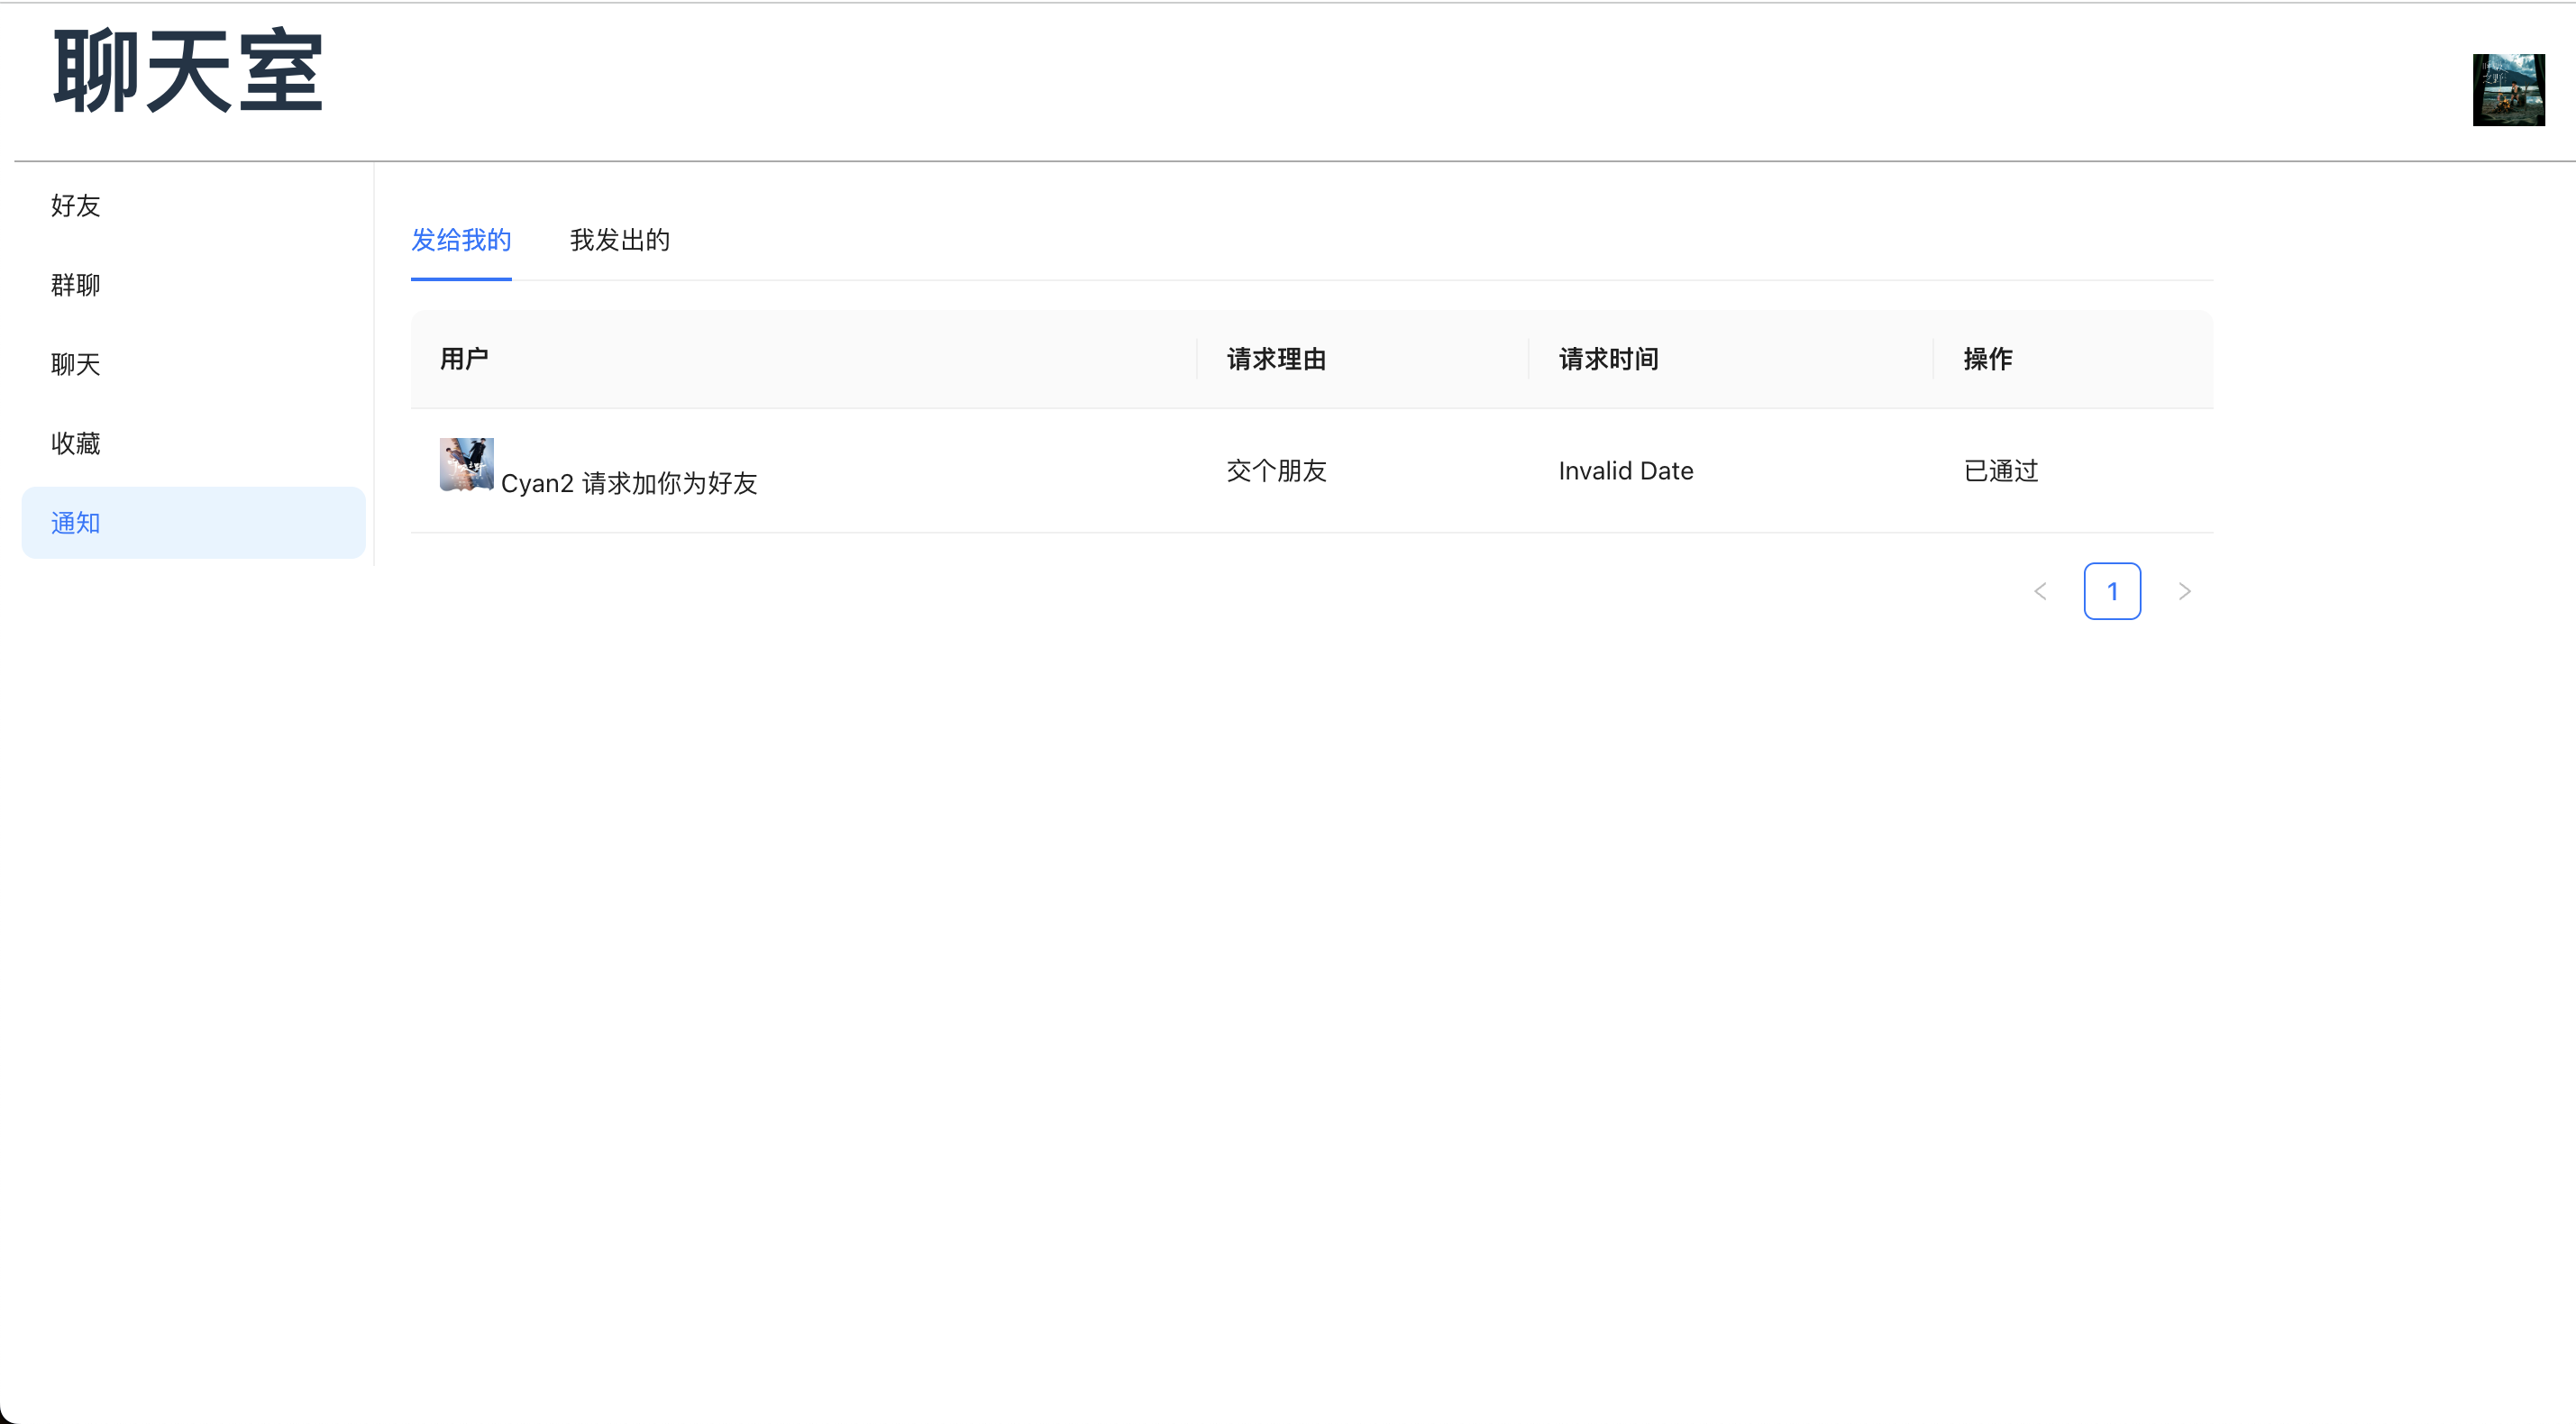 聊天室
好友
群聊
聊天
收藏
通知
发给我的 我发出的
用户 请求理由 请求时间 操作
Cyan2 请求加你为好友 交个朋友 Invalid Date 已通过
1